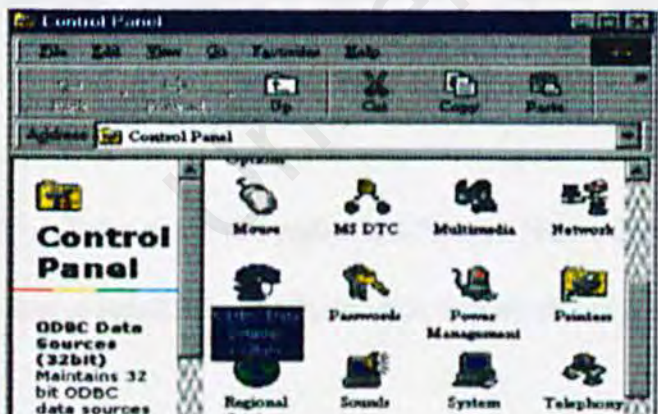 Control Panel
File Edit View Go Favorites Help
Up Cut Copy Paste
Address Control Panel
Options
Mouse MS DTC Multimedia Network
Control
Panel
Passwords Power Management Printers
ODBC Data
Sources
(32bit)
Maintains 32
bit ODBC
data sources
Regional Sounds System Telephony